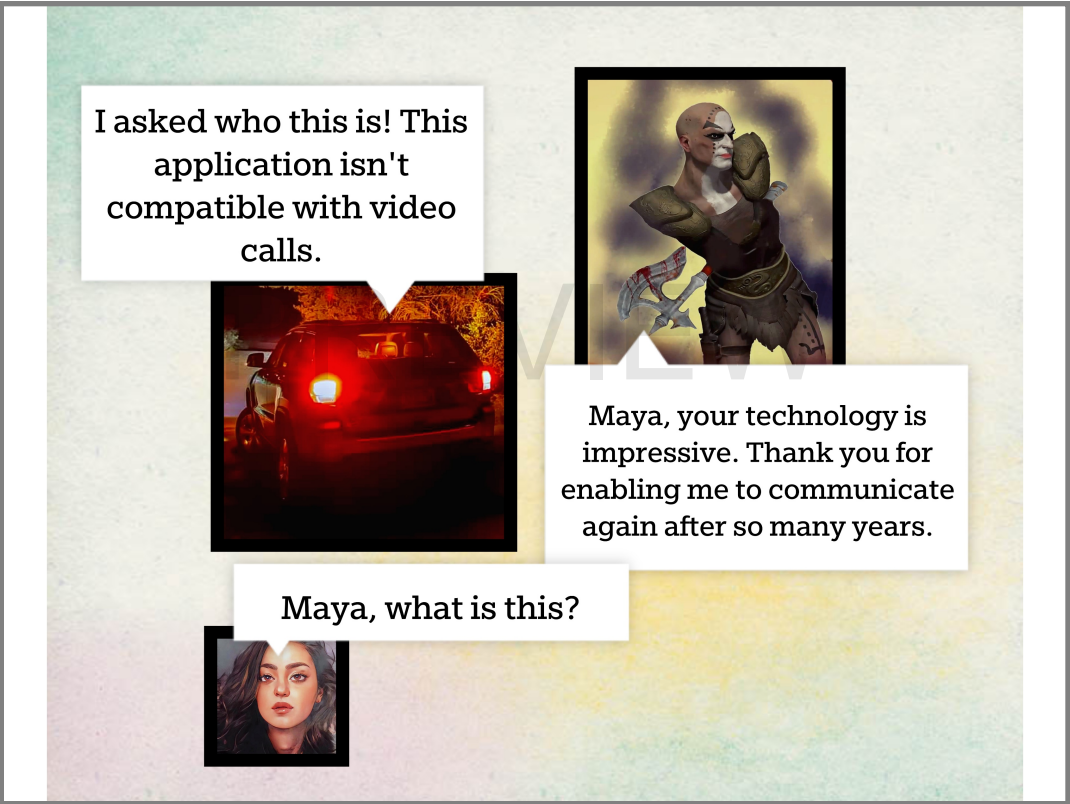 I asked who this is! This
application isn't
compatible with video
calls.
Maya, your technology is
impressive. Thank you for
enabling me to communicate
again after so many years.
Maya, what is this?